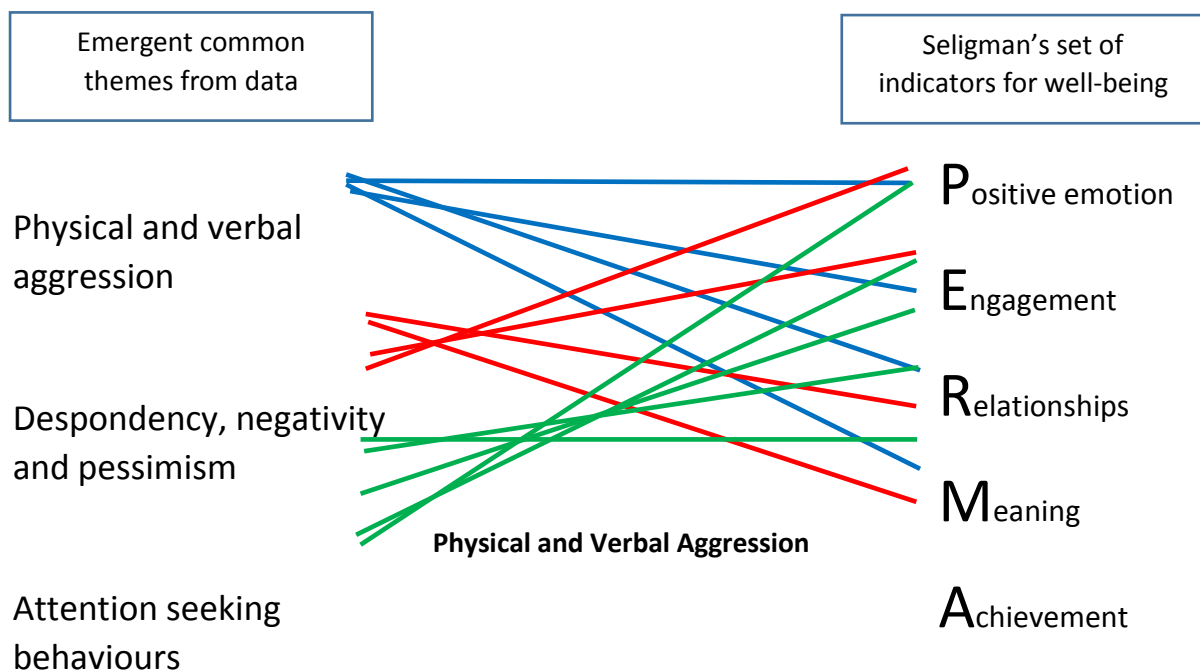 Emergent common
themes from data
Seligman’s set of
indicators for well-being
Physical and verbal
aggression
Despondency, negativity
and pessimism
Attention seeking
behaviours
Positive emotion
Engagement
Relationships
Meaning
Achievement
Physical and Verbal Aggression